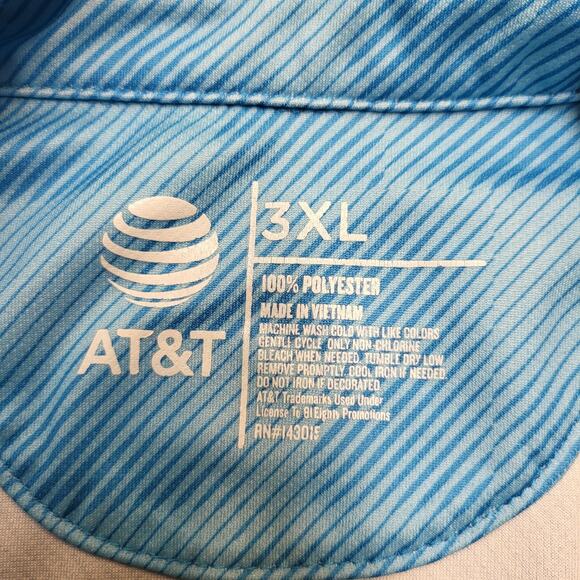 3XL
100% POLYESTER
MADE IN VIETNAM
MACHINE WASH COLD WITH LIKE COLORS
GENTLE CYCLE. ONLY NON-CHLORINE
BLEACH WHEN NEEDED. TUMBLE DRY LOW
REMOVE PROMPTLY. COOL IRON IF NEEDED.
DO NOT IRON IF DECORATED.
AT&T Trademarks Used Under
License To BIEights Promotions
RN#143015
AT&T